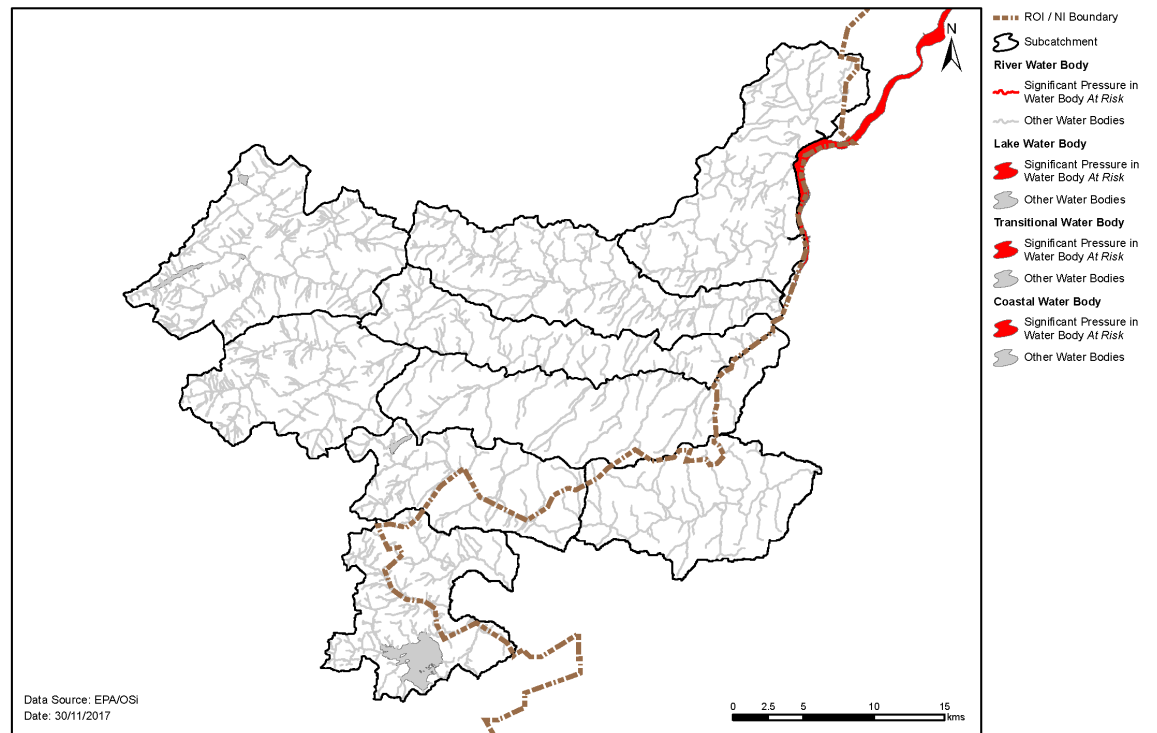 N
ROI / NI Boundary
Subcatchment
River Water Body
Significant Pressure in
Water Body At Risk
Other Water Bodies
Lake Water Body
Significant Pressure in
Water Body At Risk
Other Water Bodies
Transitional Water Body
Significant Pressure in
Water Body At Risk
Other Water Bodies
Coastal Water Body
Significant Pressure in
Water Body At Risk
Other Water Bodies
Data Source: EPA/OSi
Date: 30/11/2017
0 2.5 5 10 15
kms